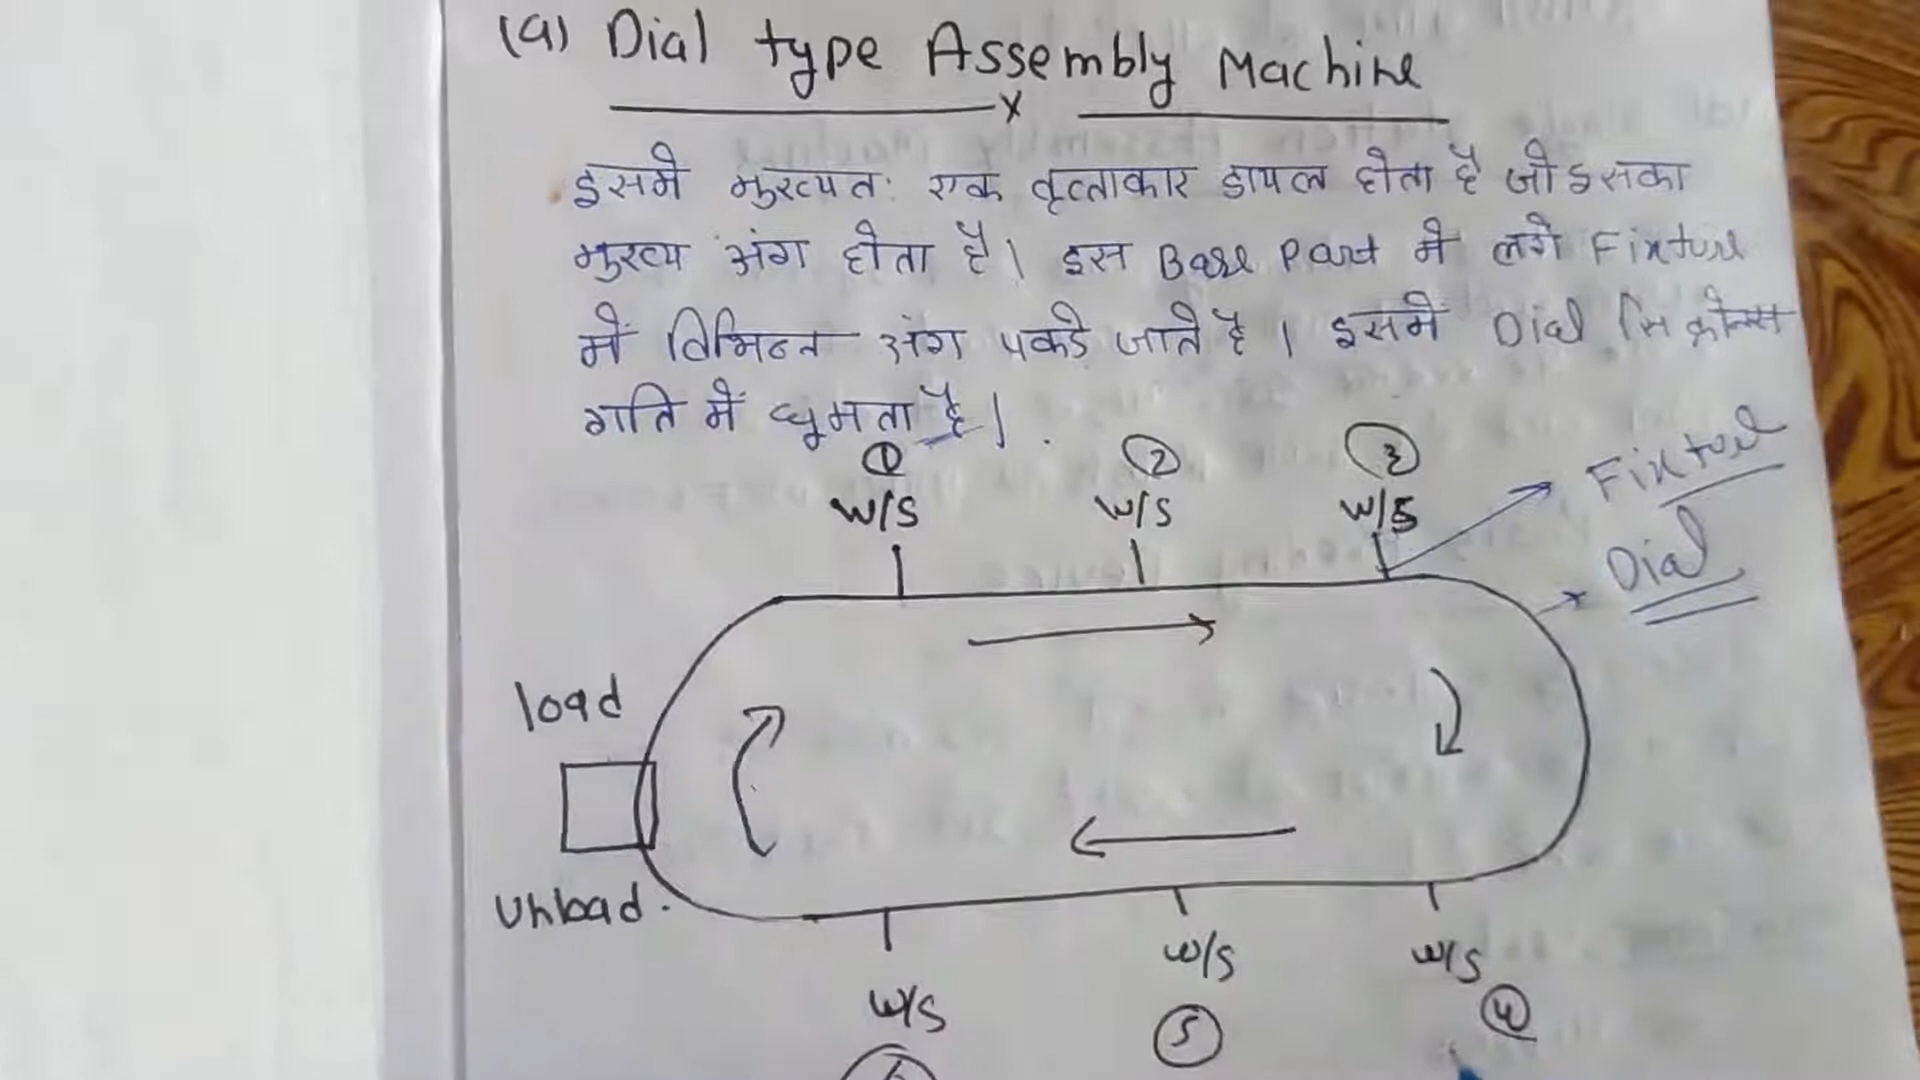 (a) Dial type Assembly Machine
इसमे मुख्यतः एक वृत्ताकार डायल होता है जो इसका
मुख्य अंग होता है। इस Base Part मे लगे Fixture
में विभिन्न अंग पकडे जाते है। इसमे Dial सिक्रोन्स
गति में घूमता है।
① ② ③
W/S W/S W/S
Fixture
Dial
load
unload.
W/S W/S W/S
6 5 4